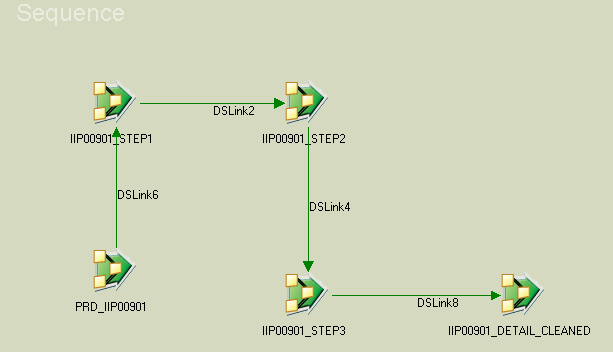 Sequence
IIP00901_STEP1
DSLink2
IIP00901_STEP2
DSLink6
DSLink4
PRD_IIP00901
IIP00901_STEP3
DSLink8
IIP00901_DETAIL_CLEANED